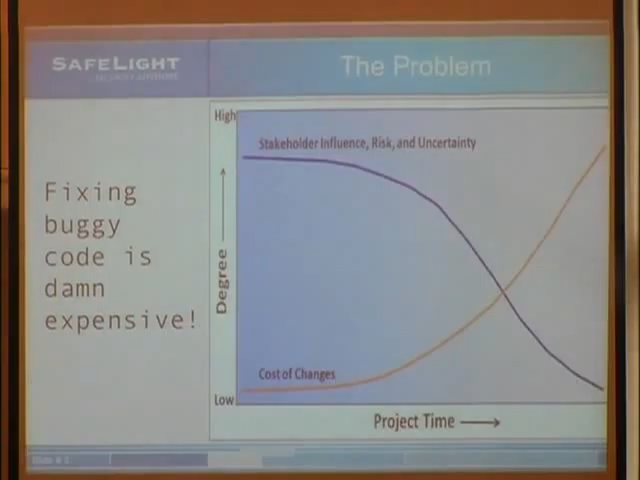 SAFELIGHT
SECURITY ADVISORS
The Problem
High
Stakeholder Influence, Risk, and Uncertainty
Fixing
buggy
code is
damn
expensive!
Degree
Cost of Changes
Low
Project Time